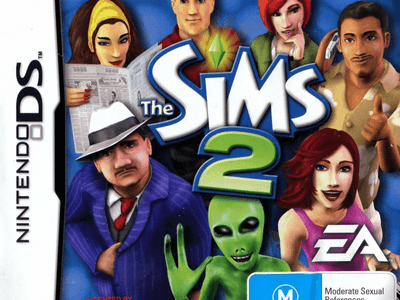 NINTENDO DS
The SIMS
2
EA
M
Moderate Sexual
References